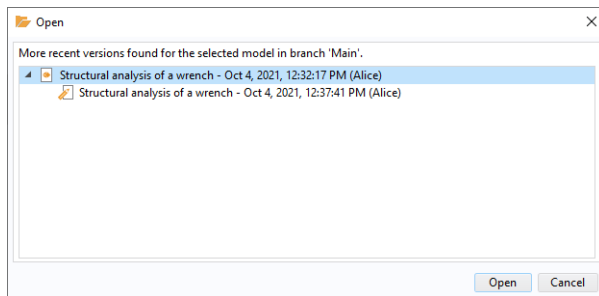 Open
More recent versions found for the selected model in branch 'Main'.
Structural analysis of a wrench - Oct 4, 2021, 12:32:17 PM (Alice)
Structural analysis of a wrench - Oct 4, 2021, 12:37:41 PM (Alice)
Open Cancel